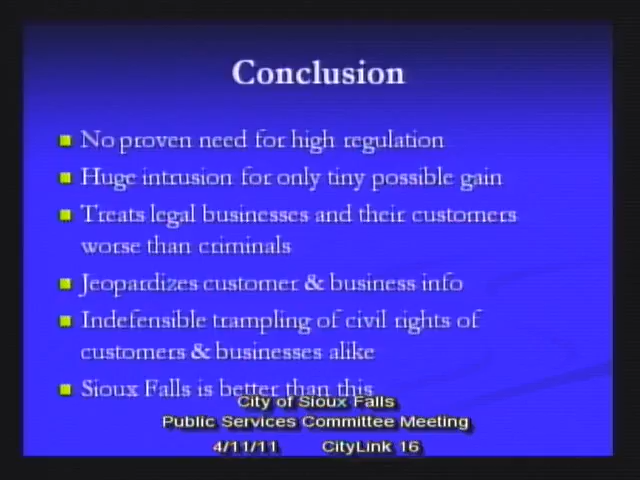 Conclusion
No proven need for high regulation
Huge intrusion for only tiny possible gain
Treats legal businesses and their customers
worse than criminals
Jeopardizes customer & business info
Indefensible trampling of civil rights of
customers & businesses alike
Sioux Falls is better than this
City of Sioux Falls
Public Services Committee Meeting
4/11/11 CityLink 16